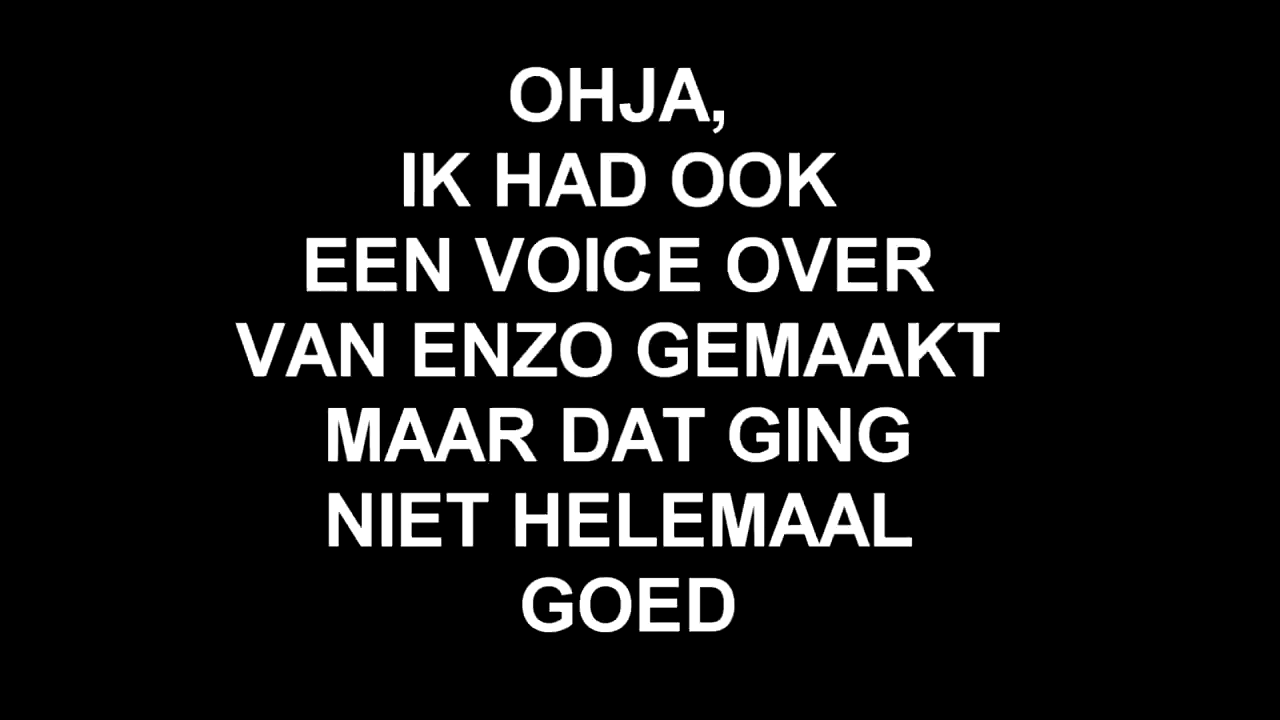 OHJA,
IK HAD OOK
EEN VOICE OVER
VAN ENZO GEMAAKT
MAAR DAT GING
NIET HELEMAAL
GOED